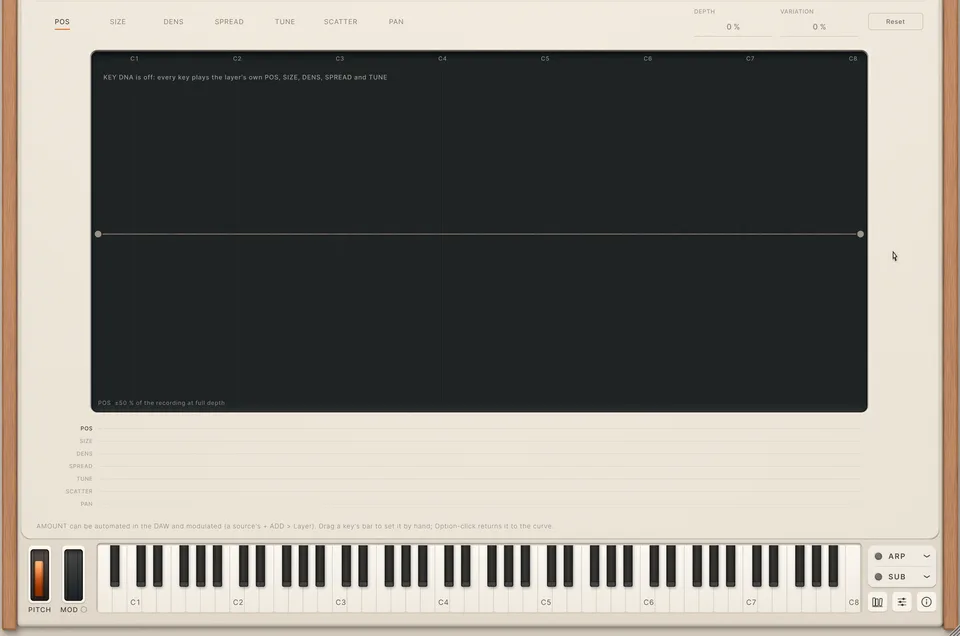 POS SIZE DENS SPREAD TUNE SCATTER PAN
DEPTH VARIATION
0 % 0 % Reset
C1 C2 C3 C4 C5 C6 C7 C8
KEY DNA is off: every key plays the layer's own POS, SIZE, DENS, SPREAD and TUNE
POS ±50 % of the recording at full depth
POS
SIZE
DENS
SPREAD
TUNE
SCATTER
PAN
AMOUNT can be automated in the DAW and modulated (a source's + ADD > Layer). Drag a key's bar to set it by hand; Option-click returns it to the curve.
ARP
SUB
C1 C2 C3 C4 C5 C6 C7 C8
PITCH MOD